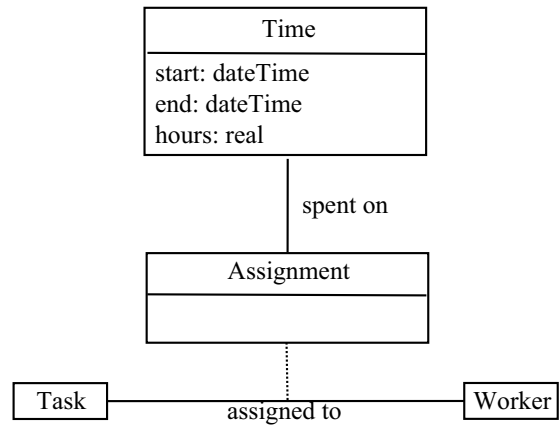 Time
start: dateTime
end: dateTime
hours: real
spent on
Assignment
Task
assigned to
Worker